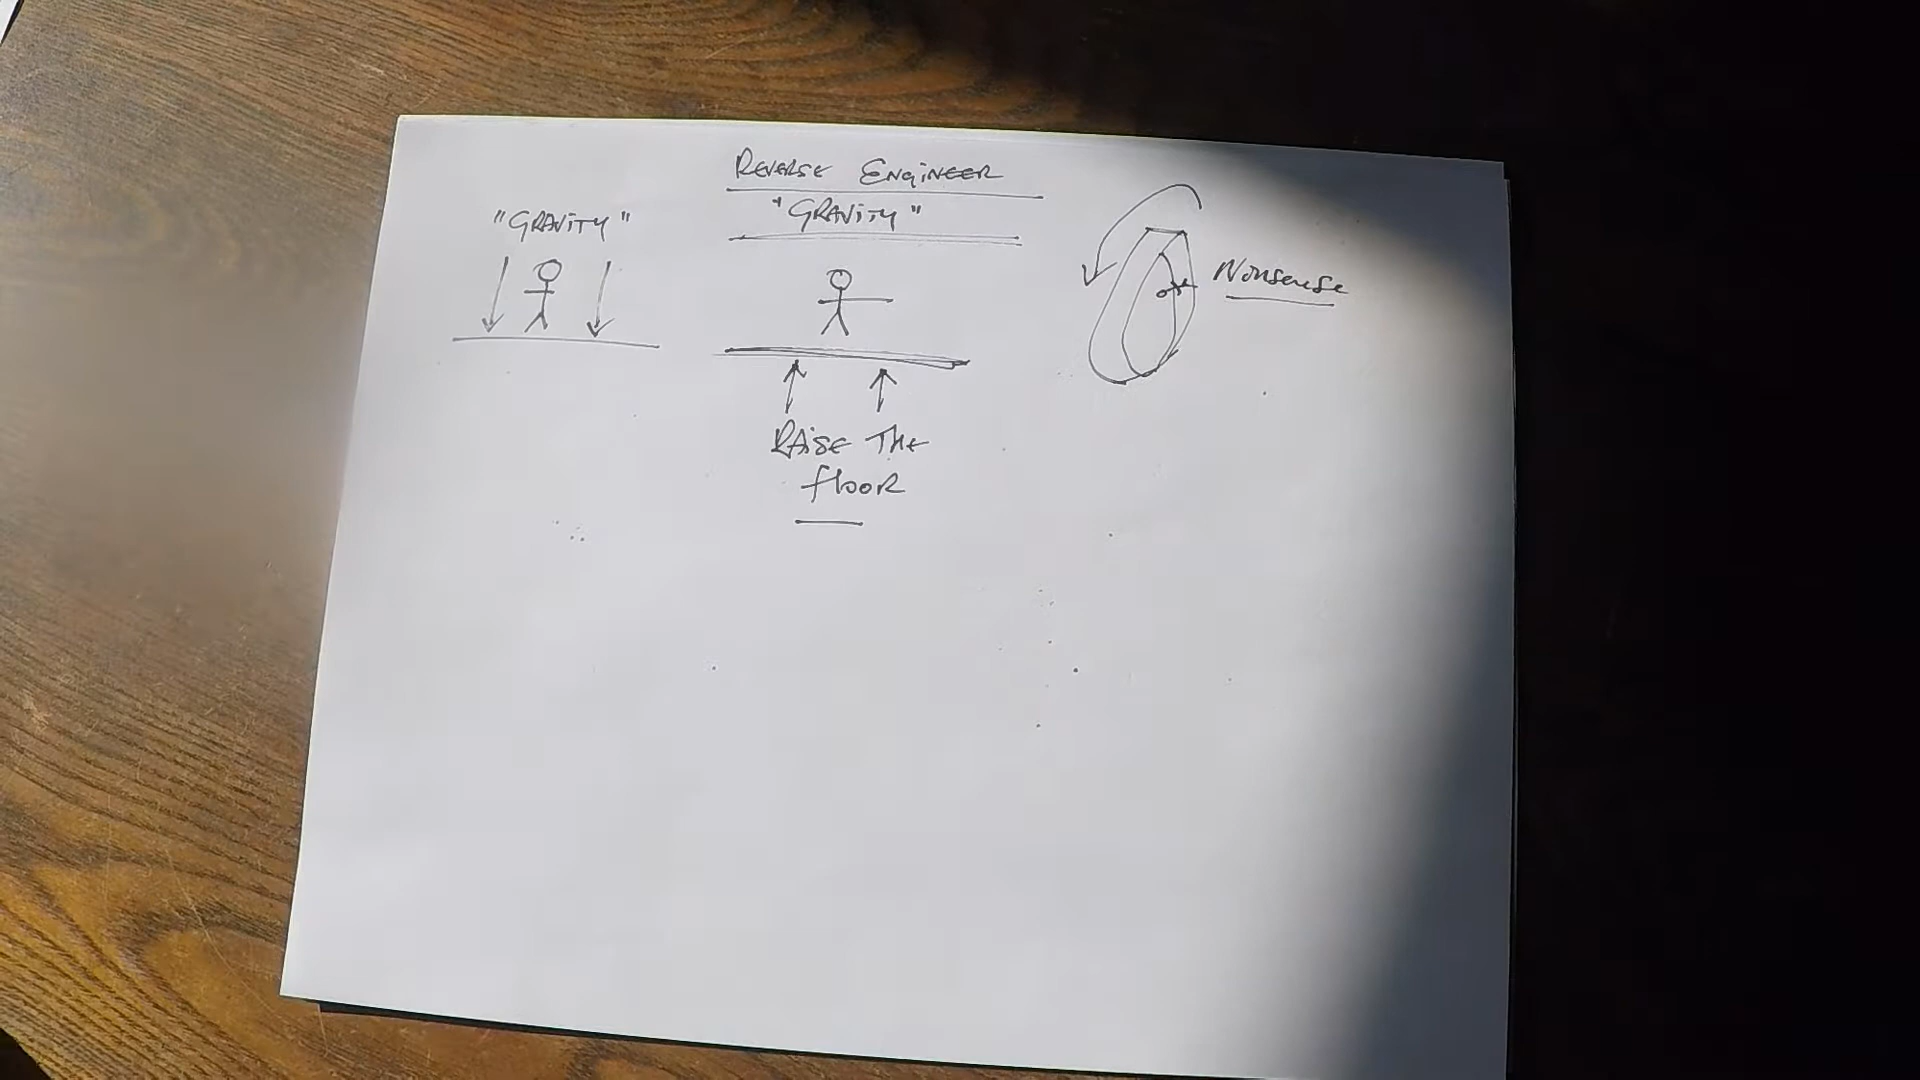 REVERSE ENGINEER
"GRAVITY"
"GRAVITY"
RAISE THE
floor
Nonsense